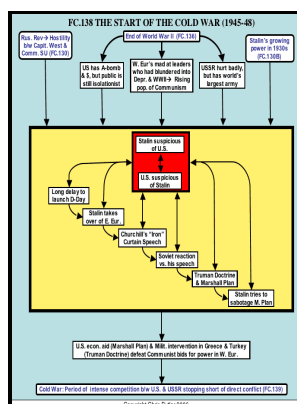 FC.138 THE START OF THE COLD WAR (1945-48)
Rus. Rev → Hostility
b/w Capit. West &
Comm. SU (FC.130)
End of World War II (FC.136)
Stalin's growing
power in 1930s
(FC.130B)
US has A-bomb
& $, but public is
still isolationist
W. Eur's mad at leaders
who had blundered into
Depr. & WWII → Rising
pop. of Communism
USSR hurt badly,
but has world's
largest army
Stalin suspicious
of U.S.
U.S. suspicious
of Stalin
Long delay to
launch D-Day
Stalin takes
over of E. Eur.
Churchill's "Iron"
Curtain Speech
Soviet reaction
vs. his speech
Truman Doctrine
& Marshall Plan
Stalin tries to
sabotage M. Plan
U.S. econ. aid (Marshall Plan) & Milit. intervention in Greece & Turkey
(Truman Doctrine) defeat Communist bids for power in W. Eur.
Cold War: Period of intense competition b/w U.S. & USSR stopping short of direct conflict (FC.139)